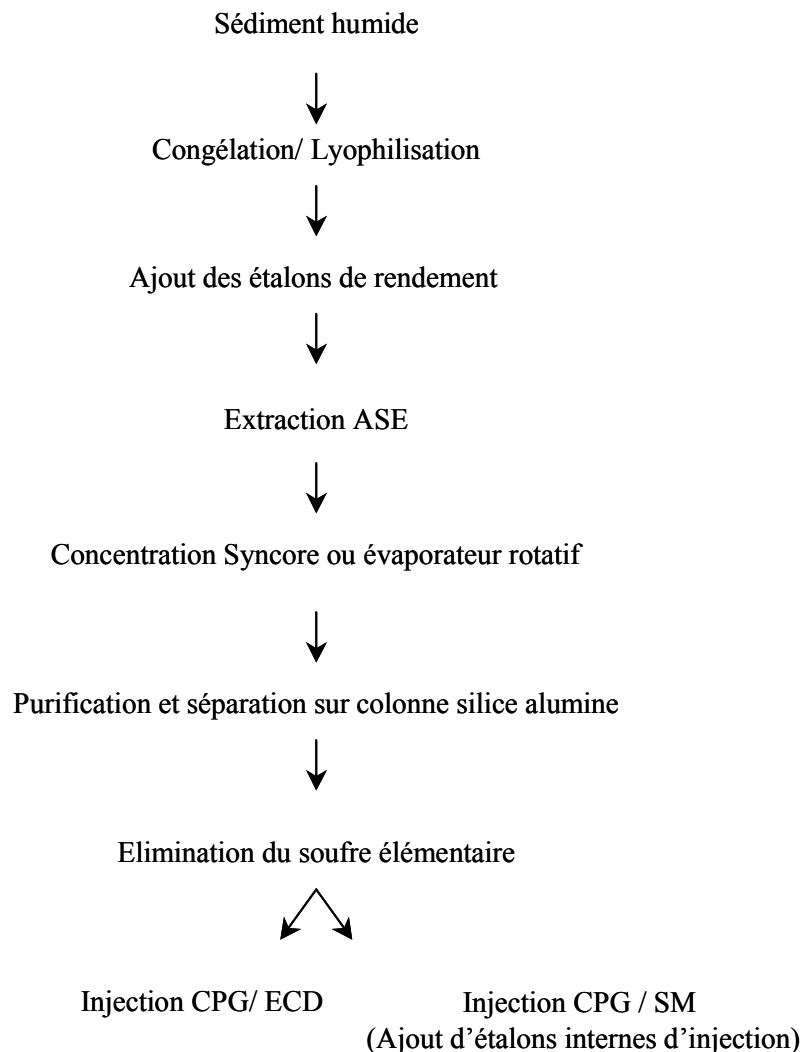 Sédiment humide
Congélation/ Lyophilisation
Ajout des étalons de rendement
Extraction ASE
Concentration Syncore ou évaporateur rotatif
Purification et séparation sur colonne silice alumine
Elimination du soufre élémentaire
Injection CPG/ ECD
Injection CPG / SM
(Ajout d'étalons internes d'injection)